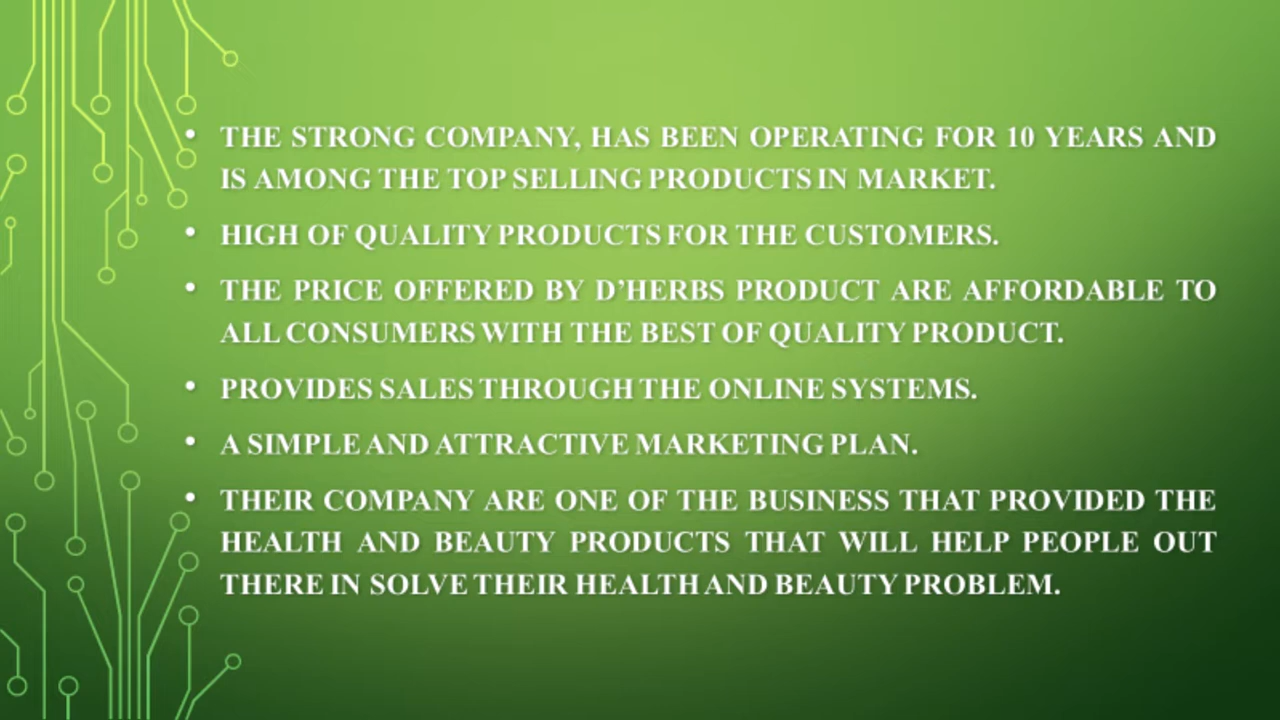 • THE STRONG COMPANY, HAS BEEN OPERATING FOR 10 YEARS AND
IS AMONG THE TOP SELLING PRODUCTS IN MARKET.
• HIGH OF QUALITY PRODUCTS FOR THE CUSTOMERS.
• THE PRICE OFFERED BY D’HERBS PRODUCT ARE AFFORDABLE TO
ALL CONSUMERS WITH THE BEST OF QUALITY PRODUCT.
• PROVIDES SALES THROUGH THE ONLINE SYSTEMS.
• A SIMPLE AND ATTRACTIVE MARKETING PLAN.
• THEIR COMPANY ARE ONE OF THE BUSINESS THAT PROVIDED THE
HEALTH AND BEAUTY PRODUCTS THAT WILL HELP PEOPLE OUT
THERE IN SOLVE THEIR HEALTH AND BEAUTY PROBLEM.